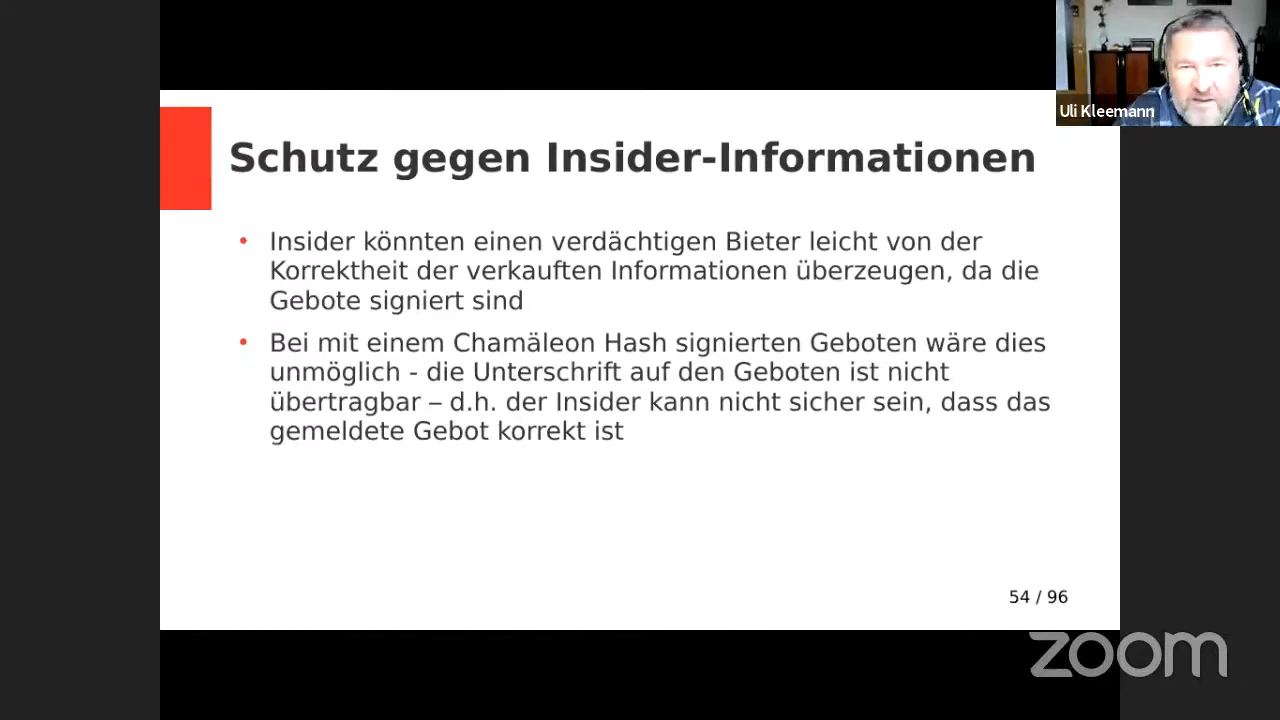 Uli Kleemann
Schutz gegen Insider-Informationen
• Insider könnten einen verdächtigen Bieter leicht von der
Korrektheit der verkauften Informationen überzeugen, da die
Gebote signiert sind
• Bei mit einem Chamäleon Hash signierten Geboten wäre dies
unmöglich - die Unterschrift auf den Geboten ist nicht
übertragbar – d.h. der Insider kann nicht sicher sein, dass das
gemeldete Gebot korrekt ist
54 / 96
zoom